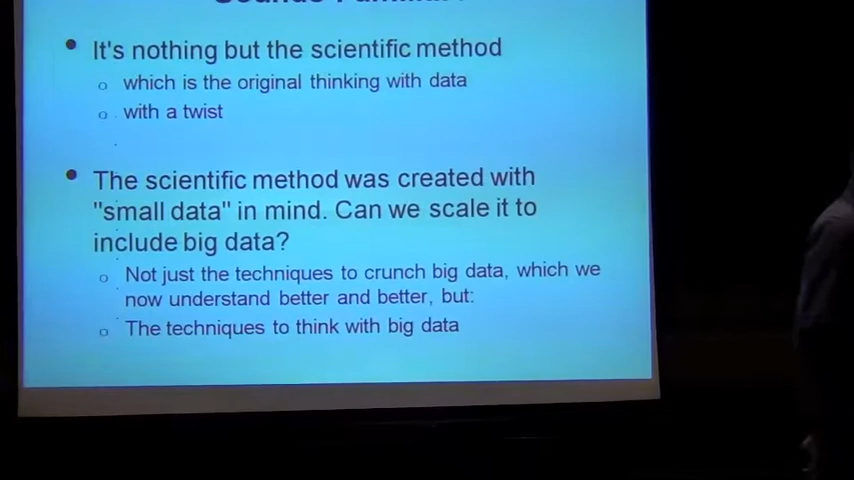 • It's nothing but the scientific method
o which is the original thinking with data
o with a twist
• The scientific method was created with
"small data" in mind. Can we scale it to
include big data?
o Not just the techniques to crunch big data, which we
now understand better and better, but:
o The techniques to think with big data